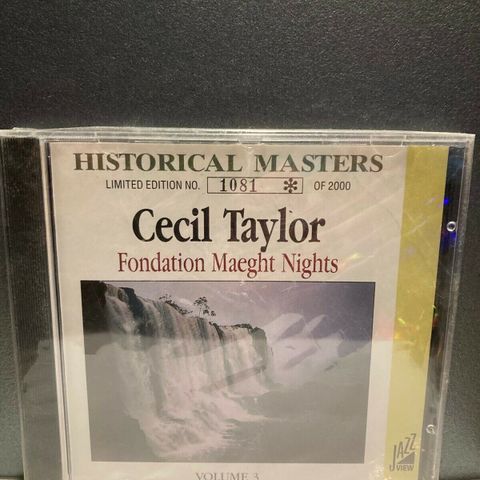 HISTORICAL MASTERS
LIMITED EDITION NO. 1081 * OF 2000
Cecil Taylor
Fondation Maeght Nights
JAZZ
VIEW
VOLUME 3